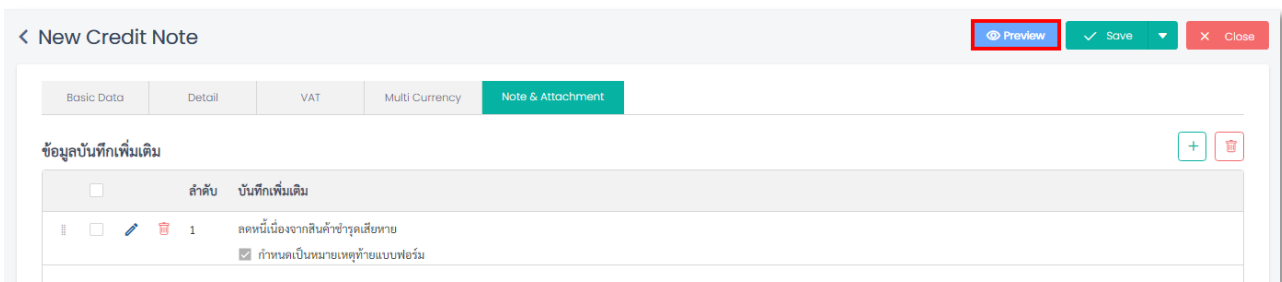 New Credit Note
Preview
Save
Close
Basic Data
Detail
VAT
Multi Currency
Note & Attachment
ข้อมูลบันทึกเพิ่มเติม
ลำดับ บันทึกเพิ่มเติม
1 ลดหนี้เนื่องจากสินค้าชำรุดเสียหาย
กำหนดเป็นหมายเหตุท้ายแบบฟอร์ม